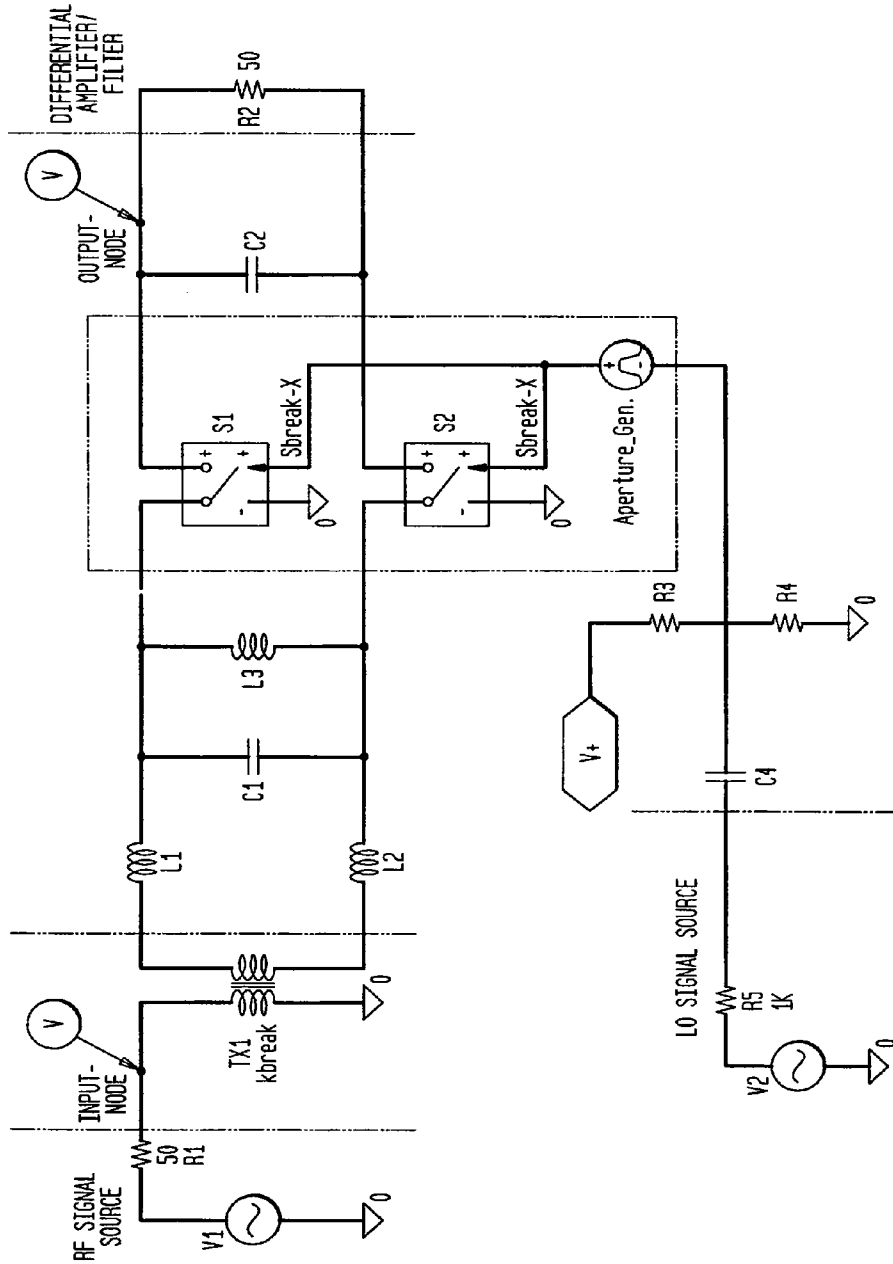 RF SIGNAL
SOURCE
V1
0
50
R1
INPUT-
NODE
V
TX1
kbreak
0
L1
L2
C1
L3
S1
+
+
-
Sbreak-X
0
S2
+
+
-
Sbreak-X
0
Aperture_Gen.
+
-
OUTPUT-
NODE
V
C2
DIFFERENTIAL
AMPLIFIER/
FILTER
R2
50
LO SIGNAL SOURCE
V2
0
R5
1K
C4
V+
R3
R4
0